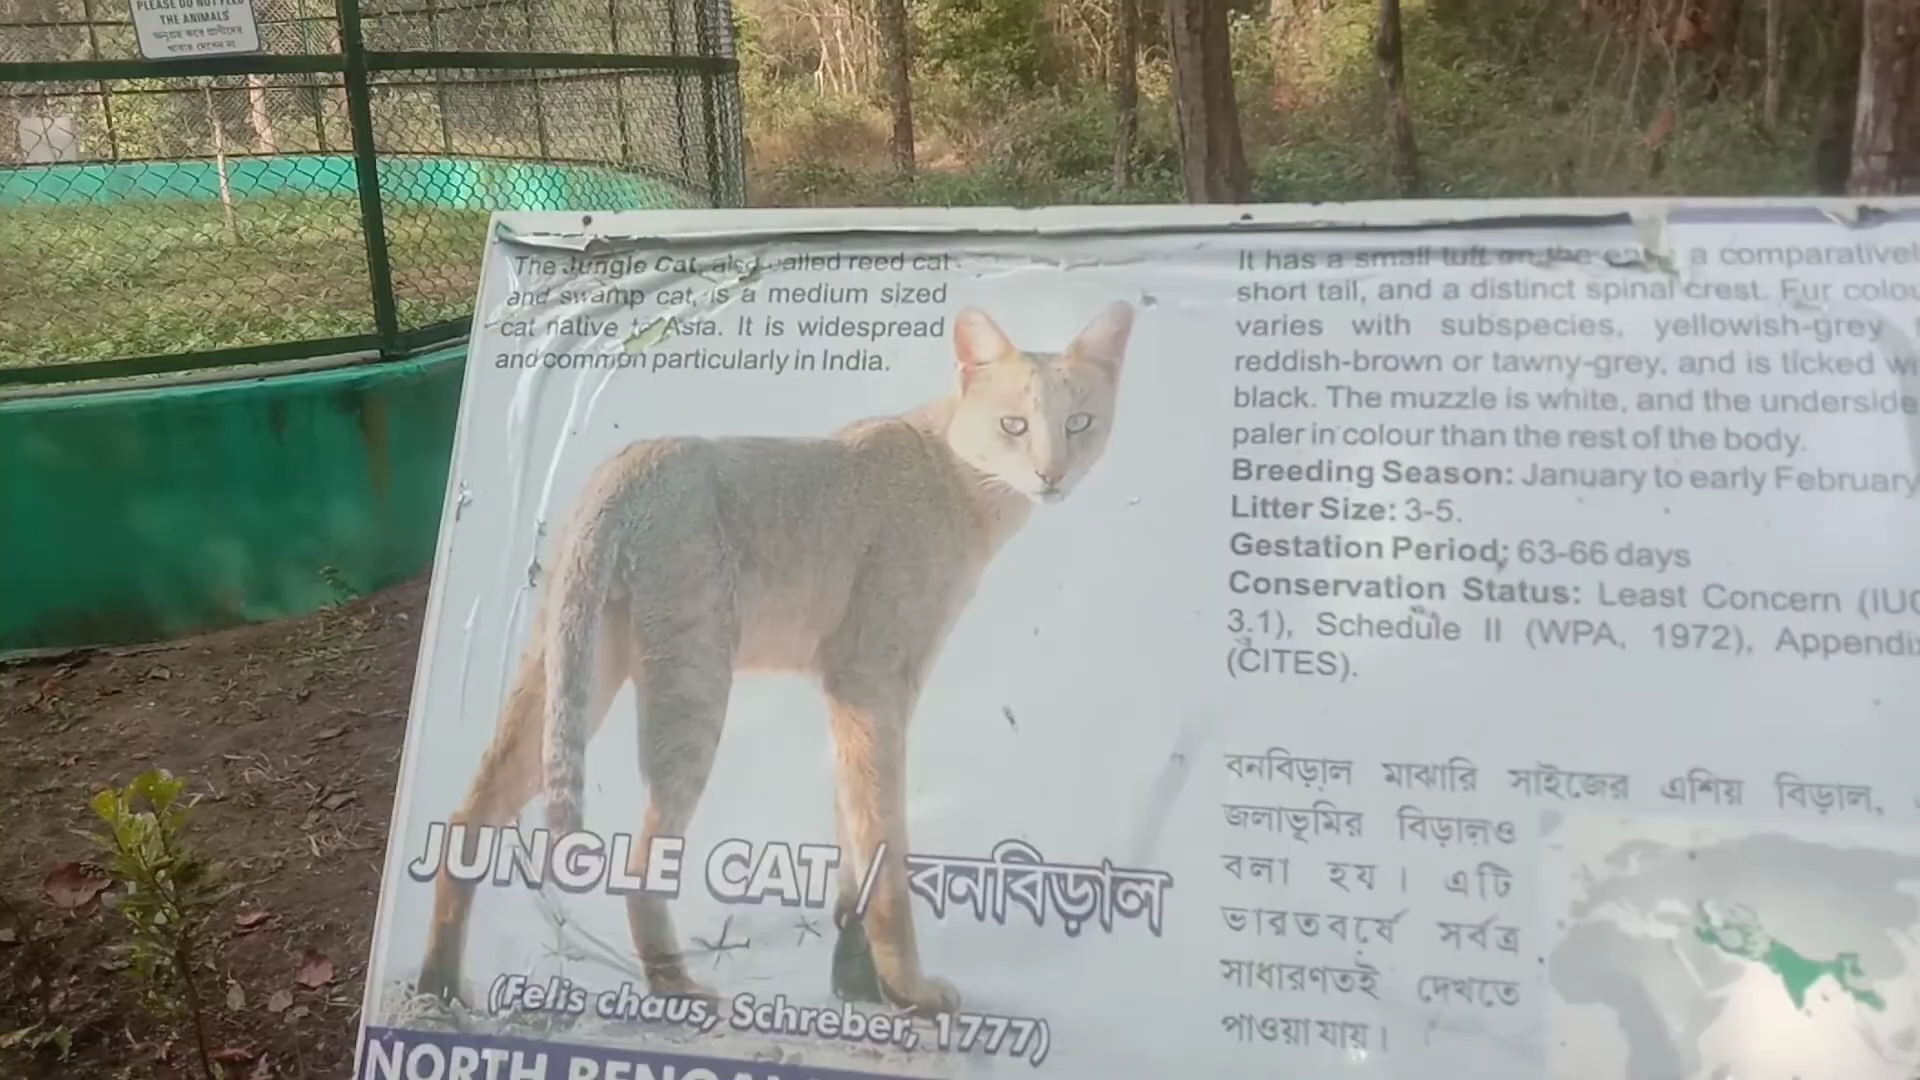 PLEASE DO NOT FEED
THE ANIMALS
অনুগ্রহ করে প্রাণীদের
খাবার দেবেন না
The Jungle Cat, also called reed cat
and swamp cat, is a medium sized
cat native to Asia. It is widespread
and common particularly in India.
It has a small tuft on the a comparativel
short tail, and a distinct spinal crest. Fur colou
varies with subspecies, yellowish-grey
reddish-brown or tawny-grey, and is ticked wi
black. The muzzle is white, and the underside
paler in colour than the rest of the body.
Breeding Season: January to early February
Litter Size: 3-5.
Gestation Period: 63-66 days
Conservation Status: Least Concern (IUC
3.1), Schedule II (WPA, 1972), Appendix
(CITES).
বনবিড়াল মাঝারি সাইজের এশিয় বিড়াল,
জলাভূমির বিড়ালও
বলা হয । এটি
ভারতবর্ষে সর্বত্র
সাধারণতই দেখতে
পাওয়া যায় ।
JUNGLE CAT / বনবিড়াল
(Felis chaus, Schreber, 1777)
NORTH BENGAL